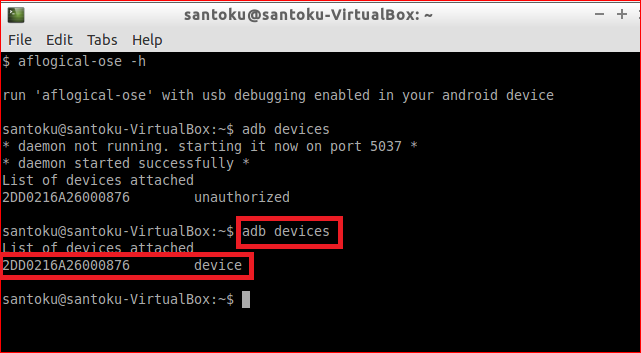 santoku@santoku-VirtualBox: ~
File Edit Tabs Help
$ aflogical-ose -h
run 'aflogical-ose' with usb debugging enabled in your android device
santoku@santoku-VirtualBox:~$ adb devices
* daemon not running. starting it now on port 5037 *
* daemon started successfully *
List of devices attached
2DD0216A26000876 unauthorized
santoku@santoku-VirtualBox:~$ adb devices
List of devices attached
2DD0216A26000876 device
santoku@santoku-VirtualBox:~$